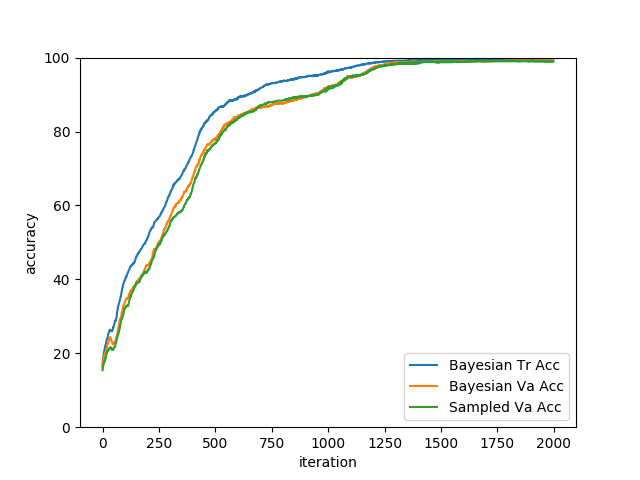 100
80
60
40
20
0
accuracy
Bayesian Tr Acc
Bayesian Va Acc
Sampled Va Acc
0 250 500 750 1000 1250 1500 1750 2000
iteration